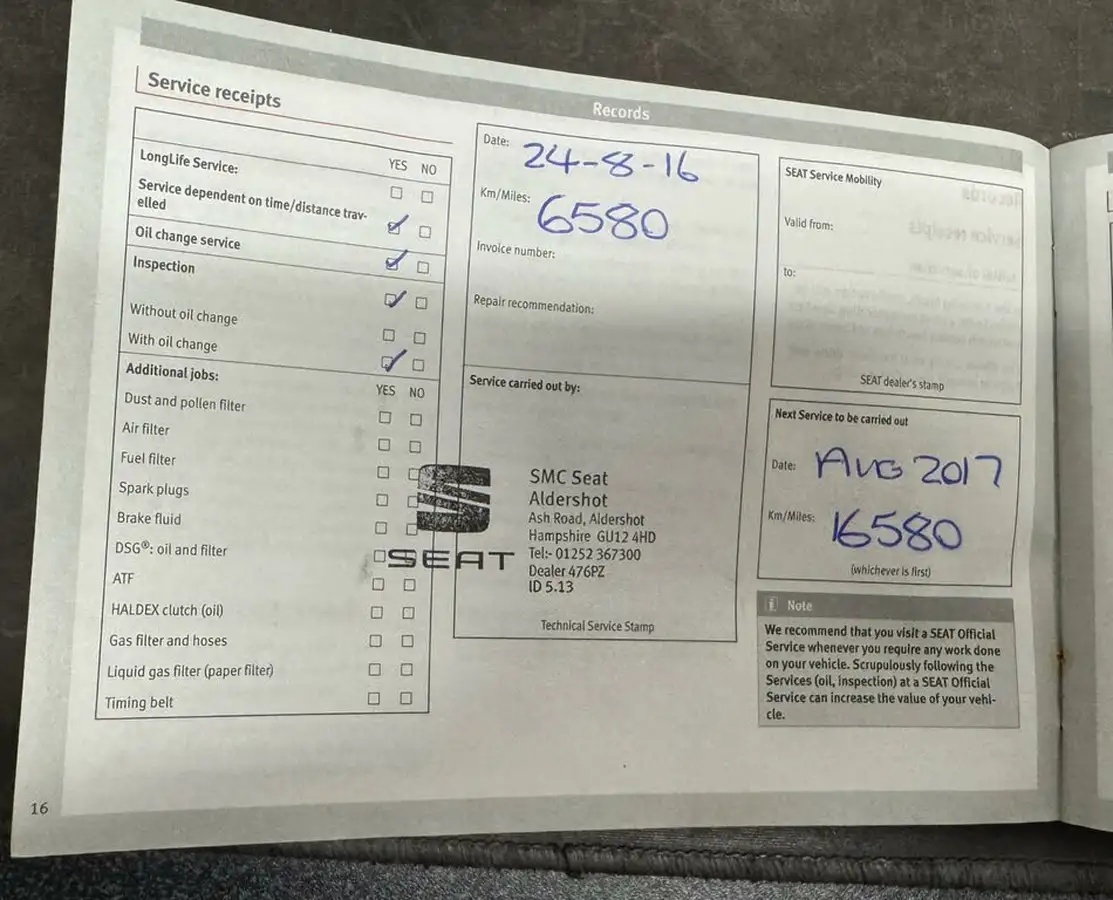 Records
Service receipts
YES NO
LongLife Service:
Service dependent on time/distance trav-
elled
Oil change service
Inspection
Without oil change
With oil change
Additional jobs:
YES NO
Dust and pollen filter
Air filter
Fuel filter
Spark plugs
Brake fluid
DSG®: oil and filter
ATF
HALDEX clutch (oil)
Gas filter and hoses
Liquid gas filter (paper filter)
Timing belt
Date: 24-8-16
Km/Miles: 6580
Invoice number:
Repair recommendation:
Service carried out by:
SEAT
SMC Seat
Aldershot
Ash Road, Aldershot
Hampshire GU12 4HD
Tel:- 01252 367300
Dealer 476PZ
ID 5.13
Technical Service Stamp
SEAT Service Mobility
Valid from:
to:
SEAT dealer's stamp
Next Service to be carried out
Date: AUG 2017
Km/Miles: 16580
(whichever is first)
i Note
We recommend that you visit a SEAT Official
Service whenever you require any work done
on your vehicle. Scrupulously following the
Services (oil, inspection) at a SEAT Official
Service can increase the value of your vehi-
cle.
16